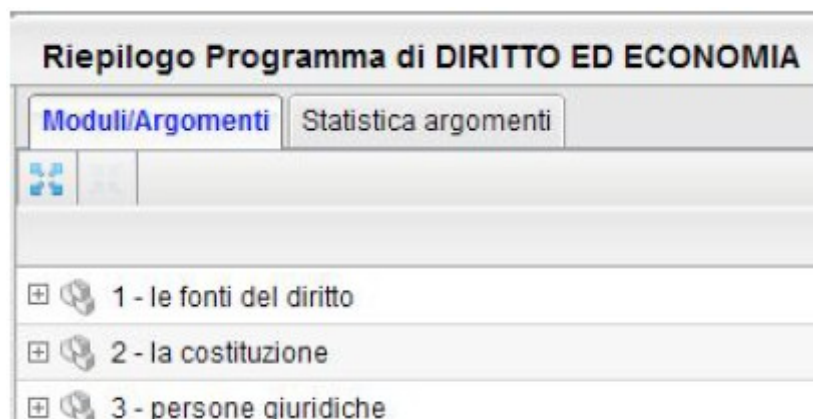 Riepilogo Programma di DIRITTO ED ECONOMIA
Moduli/Argomenti Statistica argomenti
1 - le fonti del diritto
2 - la costituzione
3 - persone giuridiche